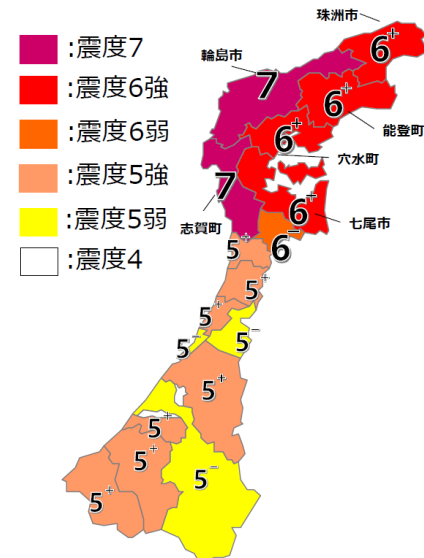 :震度7
:震度6強
:震度6弱
:震度5強
:震度5弱
:震度4
珠洲市
輪島市
6+
7
6+
能登町
6+
穴水町
7
6+
七尾市
志賀町
6-
5+
5+
5+
5-
5-
5+
5+
5+
5-
5+